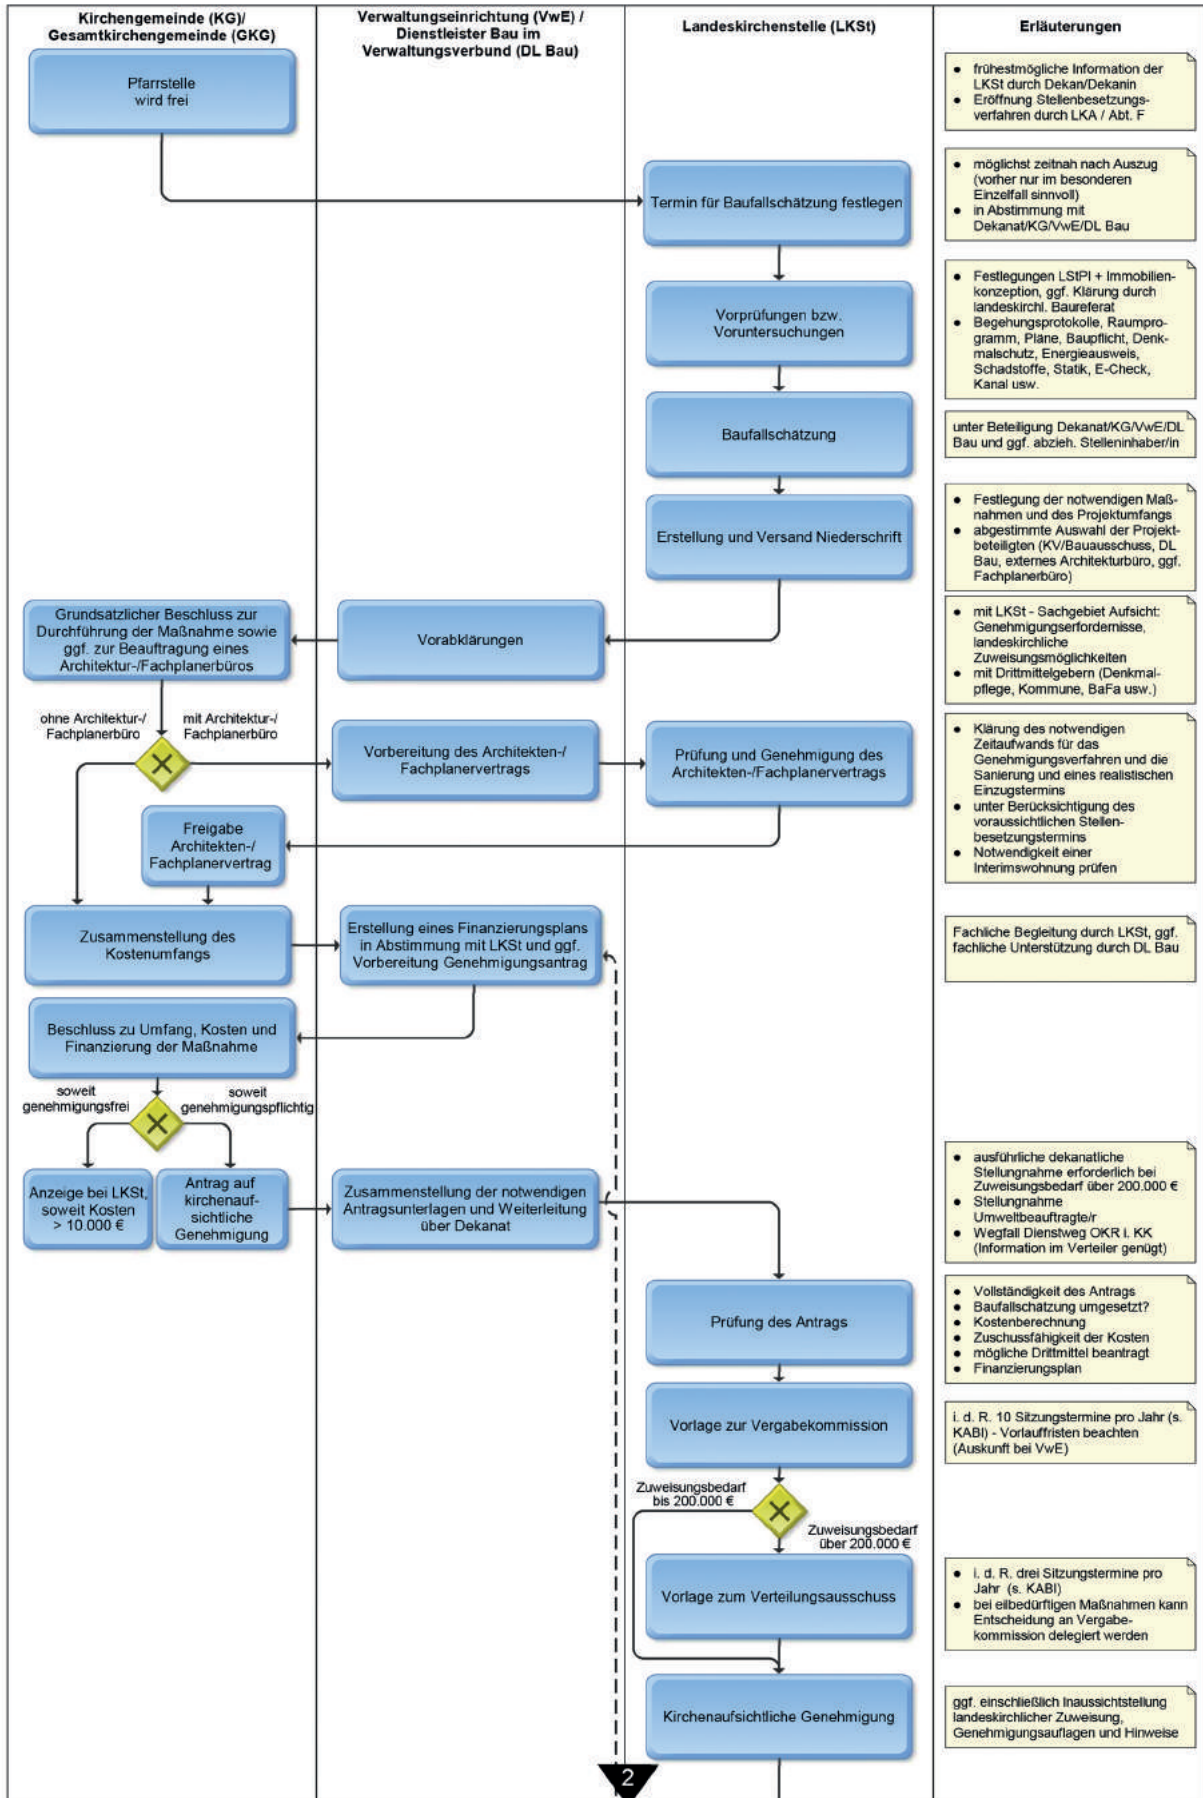 Kirchengemeinde (KG)/
Gesamtkirchengemeinde (GKG)
Verwaltungseinrichtung (VwE) /
Dienstleister Bau im
Verwaltungsverbund (DL Bau)
Landeskirchenstelle (LKSt)
Erläuterungen
Pfarrstelle
wird frei
● frühestmögliche Information der
LKSt durch Dekan/Dekanin
● Eröffnung Stellenbesetzungs-
verfahren durch LKA / Abt. F
Termin für Baufallschätzung festlegen
● möglichst zeitnah nach Auszug
(vorher nur im besonderen
Einzelfall sinnvoll)
● in Abstimmung mit
Dekanat/KG/VwE/DL Bau
Vorprüfungen bzw.
Voruntersuchungen
● Festlegungen LStPl + Immobilien-
konzeption, ggf. Klärung durch
landeskirchl. Baureferat
● Begehungsprotokolle, Raumpro-
gramm, Pläne, Baupflicht, Denk-
malschutz, Energieausweis,
Schadstoffe, Statik, E-Check,
Kanal usw.
Baufallschätzung
unter Beteiligung Dekanat/KG/VwE/DL
Bau und ggf. abzieh. Stelleninhaber/in
Erstellung und Versand Niederschrift
● Festlegung der notwendigen Maß-
nahmen und des Projektumfangs
● abgestimmte Auswahl der Projekt-
beteiligten (KV/Bauausschuss, DL
Bau, externes Architekturbüro, ggf.
Fachplanerbüro)
Grundsätzlicher Beschluss zur
Durchführung der Maßnahme sowie
ggf. zur Beauftragung eines
Architektur-/Fachplanerbüros
Vorabklärungen
● mit LKSt - Sachgebiet Aufsicht:
Genehmigungserfordernisse,
landeskirchliche
Zuweisungsmöglichkeiten
● mit Drittmittelgebern (Denkmal-
pflege, Kommune, BaFa usw.)
ohne Architektur-/
Fachplanerbüro
mit Architektur-/
Fachplanerbüro
Vorbereitung des Architekten-/
Fachplanervertrags
Prüfung und Genehmigung des
Architekten-/Fachplanervertrags
● Klärung des notwendigen
Zeitaufwands für das
Genehmigungsverfahren und die
Sanierung und eines realistischen
Einzugstermins
● unter Berücksichtigung des
voraussichtlichen Stellen-
besetzungstermins
● Notwendigkeit einer
Interimswohnung prüfen
Freigabe
Architekten-/
Fachplanervertrag
Zusammenstellung des
Kostenumfangs
Erstellung eines Finanzierungsplans
in Abstimmung mit LKSt und ggf.
Vorbereitung Genehmigungsantrag
Fachliche Begleitung durch LKSt, ggf.
fachliche Unterstützung durch DL Bau
Beschluss zu Umfang, Kosten und
Finanzierung der Maßnahme
soweit
genehmigungsfrei
soweit
genehmigungspflichtig
Anzeige bei LKSt,
soweit Kosten
> 10.000 €
Antrag auf
kirchenauf-
sichtliche
Genehmigung
Zusammenstellung der notwendigen
Antragsunterlagen und Weiterleitung
über Dekanat
● ausführliche dekanatliche
Stellungnahme erforderlich bei
Zuweisungsbedarf über 200.000 €
● Stellungnahme
Umweltbeauftragte/r
● Wegfall Dienstweg OKR i. KK
(Information im Verteiler genügt)
Prüfung des Antrags
● Vollständigkeit des Antrags
● Baufallschätzung umgesetzt?
● Kostenberechnung
● Zuschussfähigkeit der Kosten
● mögliche Drittmittel beantragt
● Finanzierungsplan
Vorlage zur Vergabekommission
i. d. R. 10 Sitzungstermine pro Jahr (s.
KABl) - Vorlauffristen beachten
(Auskunft bei VwE)
Zuweisungsbedarf
bis 200.000 €
Zuweisungsbedarf
über 200.000 €
Vorlage zum Verteilungsausschuss
● i. d. R. drei Sitzungstermine pro
Jahr (s. KABl)
● bei eilbedürftigen Maßnahmen kann
Entscheidung an Vergabe-
kommission delegiert werden
Kirchenaufsichtliche Genehmigung
ggf. einschließlich Inaussichtstellung
landeskirchlicher Zuweisung,
Genehmigungsauflagen und Hinweise
2